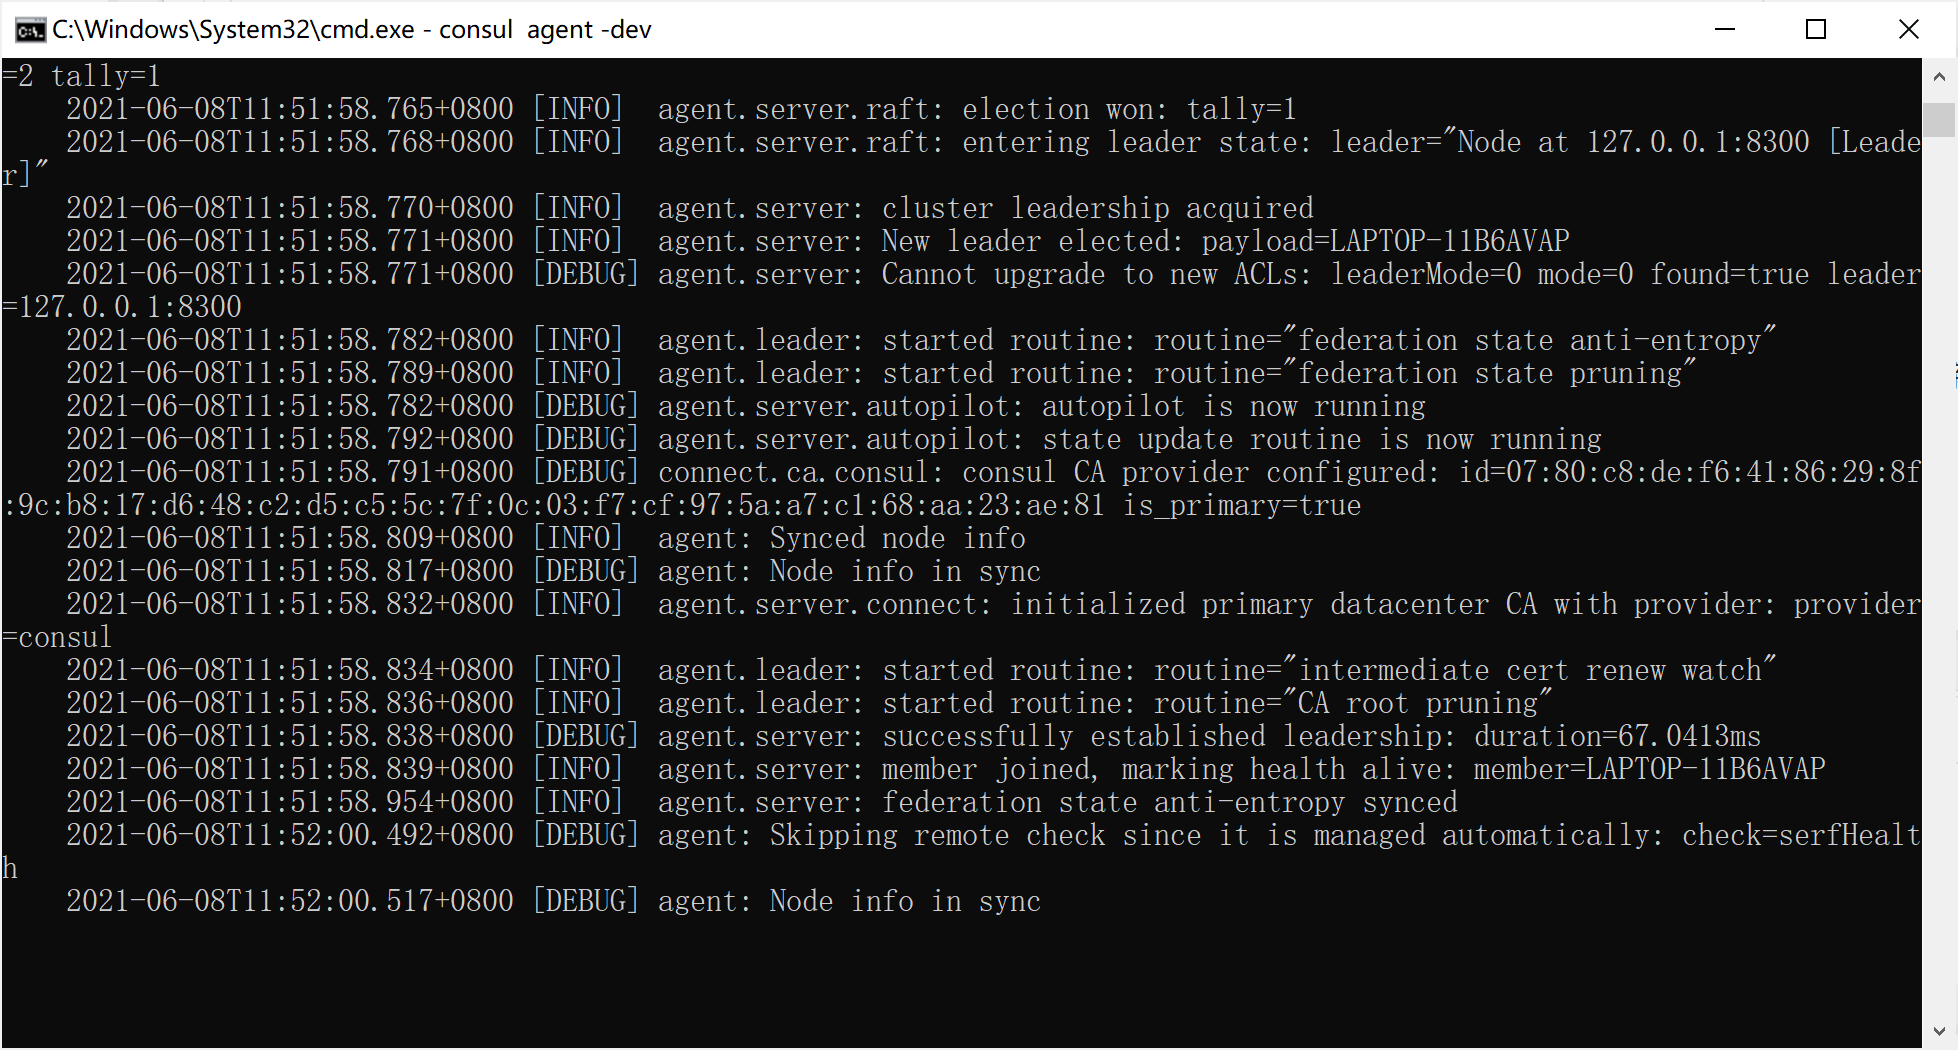 C:\Windows\System32\cmd.exe - consul  agent -dev
=2 tally=1
    2021-06-08T11:51:58.765+0800 [INFO]  agent.server.raft: election won: tally=1
    2021-06-08T11:51:58.768+0800 [INFO]  agent.server.raft: entering leader state: leader="Node at 127.0.0.1:8300 [Leade
r]"
    2021-06-08T11:51:58.770+0800 [INFO]  agent.server: cluster leadership acquired
    2021-06-08T11:51:58.771+0800 [INFO]  agent.server: New leader elected: payload=LAPTOP-11B6AVAP
    2021-06-08T11:51:58.771+0800 [DEBUG] agent.server: Cannot upgrade to new ACLs: leaderMode=0 mode=0 found=true leader
=127.0.0.1:8300
    2021-06-08T11:51:58.782+0800 [INFO]  agent.leader: started routine: routine="federation state anti-entropy"
    2021-06-08T11:51:58.789+0800 [INFO]  agent.leader: started routine: routine="federation state pruning"
    2021-06-08T11:51:58.782+0800 [DEBUG] agent.server.autopilot: autopilot is now running
    2021-06-08T11:51:58.792+0800 [DEBUG] agent.server.autopilot: state update routine is now running
    2021-06-08T11:51:58.791+0800 [DEBUG] connect.ca.consul: consul CA provider configured: id=07:80:c8:de:f6:41:86:29:8f
:9c:b8:17:d6:48:c2:d5:c5:5c:7f:0c:03:f7:cf:97:5a:a7:c1:68:aa:23:ae:81 is_primary=true
    2021-06-08T11:51:58.809+0800 [INFO]  agent: Synced node info
    2021-06-08T11:51:58.817+0800 [DEBUG] agent: Node info in sync
    2021-06-08T11:51:58.832+0800 [INFO]  agent.server.connect: initialized primary datacenter CA with provider: provider
=consul
    2021-06-08T11:51:58.834+0800 [INFO]  agent.leader: started routine: routine="intermediate cert renew watch"
    2021-06-08T11:51:58.836+0800 [INFO]  agent.leader: started routine: routine="CA root pruning"
    2021-06-08T11:51:58.838+0800 [DEBUG] agent.server: successfully established leadership: duration=67.0413ms
    2021-06-08T11:51:58.839+0800 [INFO]  agent.server: member joined, marking health alive: member=LAPTOP-11B6AVAP
    2021-06-08T11:51:58.954+0800 [INFO]  agent.server: federation state anti-entropy synced
    2021-06-08T11:52:00.492+0800 [DEBUG] agent: Skipping remote check since it is managed automatically: check=serfHealt
h
    2021-06-08T11:52:00.517+0800 [DEBUG] agent: Node info in sync